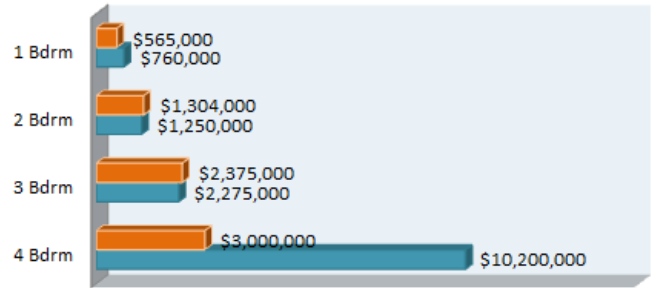 1 Bdrm
$565,000
$760,000
2 Bdrm
$1,304,000
$1,250,000
3 Bdrm
$2,375,000
$2,275,000
4 Bdrm
$3,000,000
$10,200,000